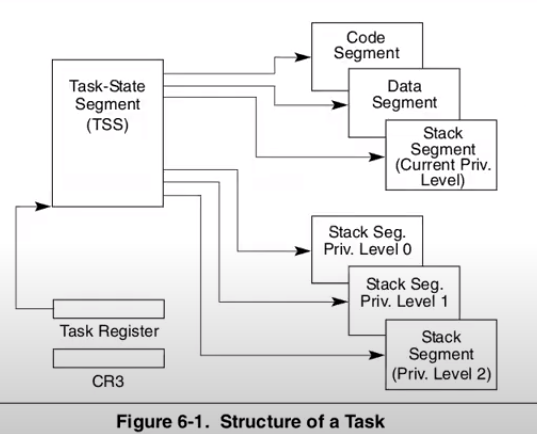 Code
Segment
Task-State
Segment
(TSS)
Data
Segment
Stack
Segment
(Current Priv.
Level)
Stack Seg.
Priv. Level 0
Stack Seg.
Priv. Level 1
Stack
Segment
(Priv. Level 2)
Task Register
CR3
Figure 6-1. Structure of a Task